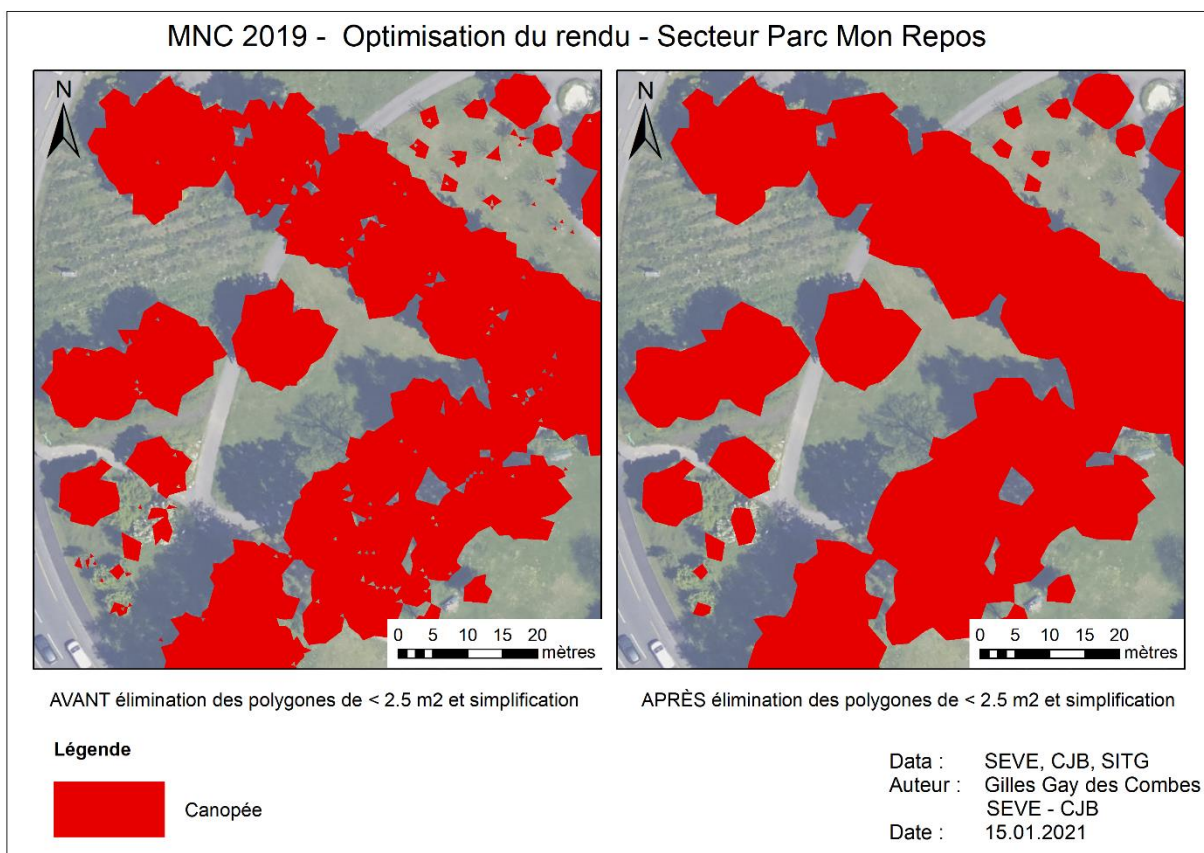 MNC 2019 - Optimisation du rendu - Secteur Parc Mon Repos
N
N
0 5 10 15 20
mètres
0 5 10 15 20
mètres
AVANT élimination des polygones de < 2.5 m2 et simplification
APRÈS élimination des polygones de < 2.5 m2 et simplification
Légende
Canopée
Data : SEVE, CJB, SITG
Auteur : Gilles Gay des Combes
SEVE - CJB
Date : 15.01.2021